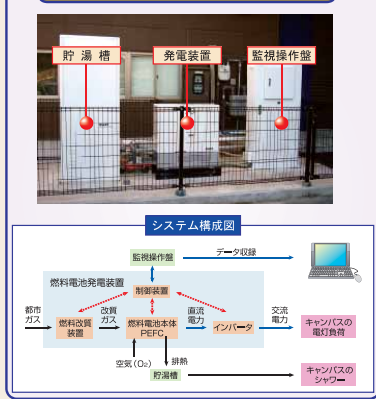 貯湯槽
発電装置
監視操作盤
システム構成図
監視操作盤
データ収録
燃料電池発電装置
制御装置
都市
ガス
燃料改質
装置
改質
ガス
燃料電池本体
PEFC
直流
電力
インバータ
交流
電力
キャンパスの
電灯負荷
空気(O2)
排熱
貯湯槽
キャンパスの
シャワー